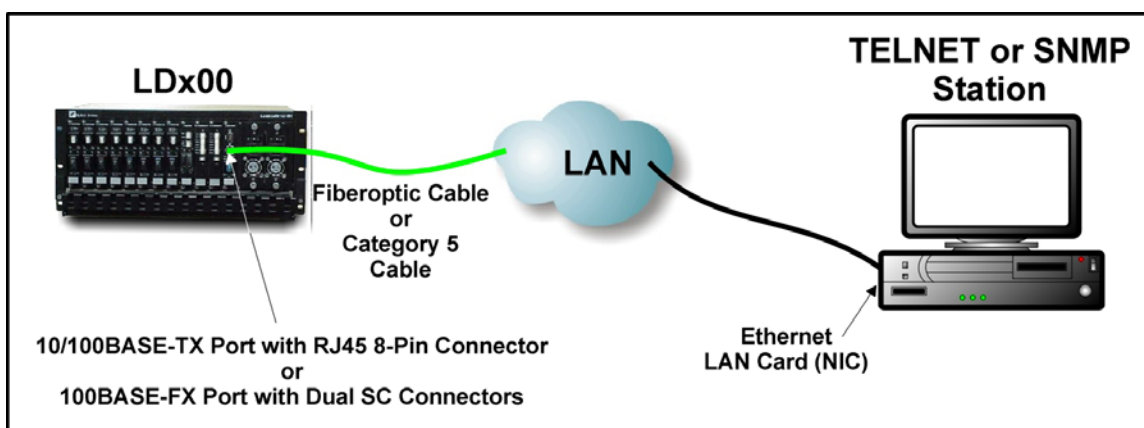 LDx00
TELNET or SNMP
Station
LAN
Fiberoptic Cable
or
Category 5
Cable
10/100BASE-TX Port with RJ45 8-Pin Connector
or
100BASE-FX Port with Dual SC Connectors
Ethernet
LAN Card (NIC)